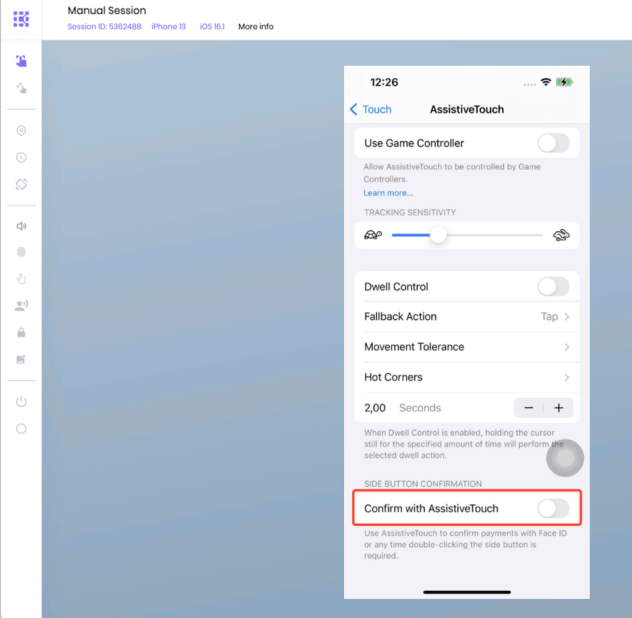 Manual Session
Session ID: 5362488 iPhone 13 iOS 16.1 More info
12:26
Touch AssistiveTouch
Use Game Controller
Allow AssistiveTouch to be controlled by Game
Controllers.
Learn more...
TRACKING SENSITIVITY
Dwell Control
Fallback Action Tap
Movement Tolerance
Hot Corners
2,00 Seconds − +
When Dwell Control is enabled, holding the cursor
still for the specified amount of time will perform the
selected dwell action.
SIDE BUTTON CONFIRMATION
Confirm with AssistiveTouch
Use AssistiveTouch to confirm payments with Face ID
or any time double-clicking the side button is
required.